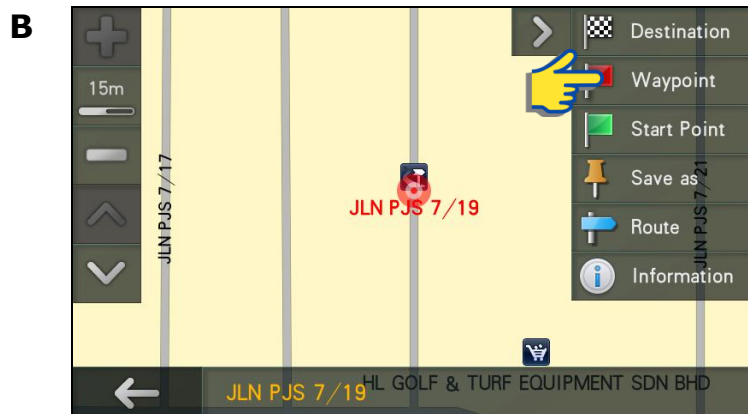 B
Destination
15m
Waypoint
Start Point
Save as
JLN PJS 7/17
JLN PJS 7/19
JLN PJS 7/21
Route
Information
HL GOLF & TURF EQUIPMENT SDN BHD
JLN PJS 7/19